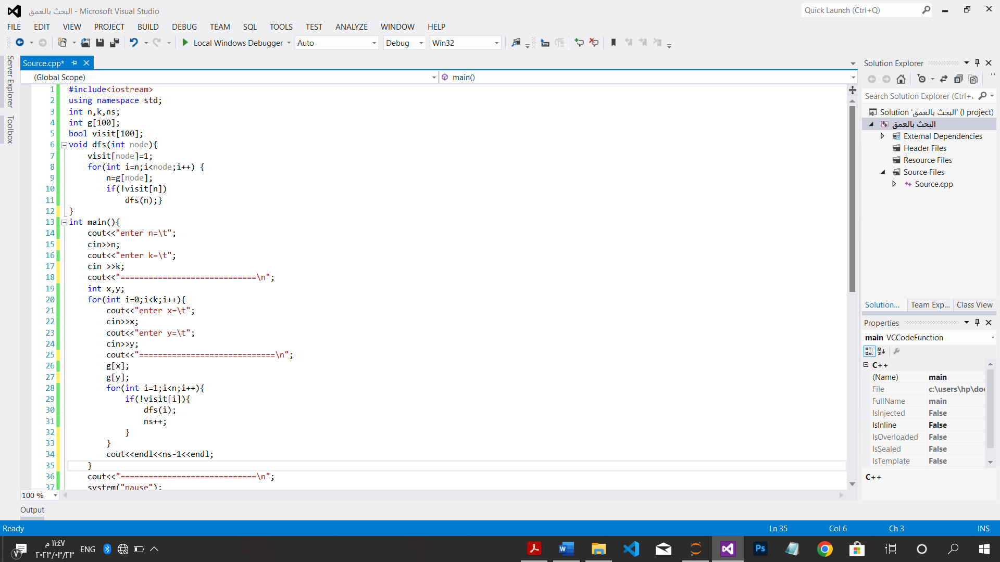 البحث بالعمق - Microsoft Visual Studio
Quick Launch (Ctrl+Q)
FILE EDIT VIEW PROJECT BUILD DEBUG TEAM SQL TOOLS TEST ANALYZE WINDOW HELP
Local Windows Debugger Auto Debug Win32
Server Explorer
Toolbox
Source.cpp*
(Global Scope) main()
1 #include<iostream>
2 using namespace std;
3 int n,k,ns;
4 int g[100];
5 bool visit[100];
6 void dfs(int node){
7 visit[node]=1;
8 for(int i=n;i<node;i++) {
9 n=g[node];
10 if(!visit[n])
11 dfs(n);}
12 }
13 int main(){
14 cout<<"enter n=\t";
15 cin>>n;
16 cout<<"enter k=\t";
17 cin >>k;
18 cout<<"=============================\n";
19 int x,y;
20 for(int i=0;i<k;i++){
21 cout<<"enter x=\t";
22 cin>>x;
23 cout<<"enter y=\t";
24 cin>>y;
25 cout<<"=============================\n";
26 g[x];
27 g[y];
28 for(int i=1;i<n;i++){
29 if(!visit[i]){
30 dfs(i);
31 ns++;
32 }
33 }
34 cout<<endl<<ns-1<<endl;
35 }
36 cout<<"=============================\n";
37 system("pause");
100 %
Output
Solution Explorer
Search Solution Explorer (Ctrl+
Solution 'البحث بالعمق' (١ project)
البحث بالعمق
External Dependencies
Header Files
Resource Files
Source Files
Source.cpp
Solution... Team Exp... Class View
Properties
main VCCodeFunction
C++
(Name) main
File c:\users\hp\doc
FullName main
IsInjected False
IsInline False
IsOverloaded False
IsSealed False
IsTemplate False
C++
Ready Ln 35 Col 6 Ch 3 INS
٧
١١:٤٧ م
٢٠٢٣/٠٣/٢٣
ENG
Ps